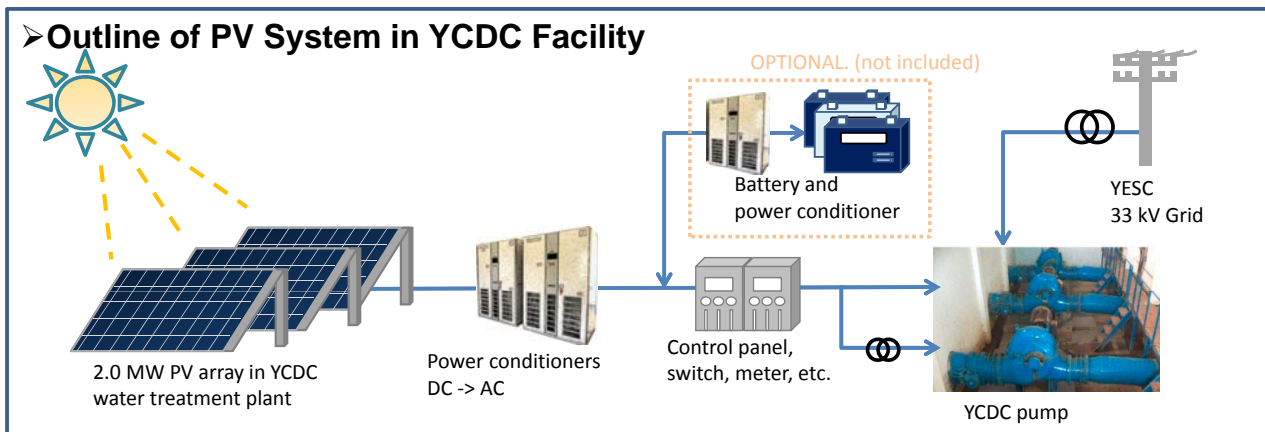 ➢Outline of PV System in YCDC Facility
OPTIONAL. (not included)
Battery and
power conditioner
YESC
33 kV Grid
2.0 MW PV array in YCDC
water treatment plant
Power conditioners
DC -> AC
Control panel,
switch, meter, etc.
YCDC pump